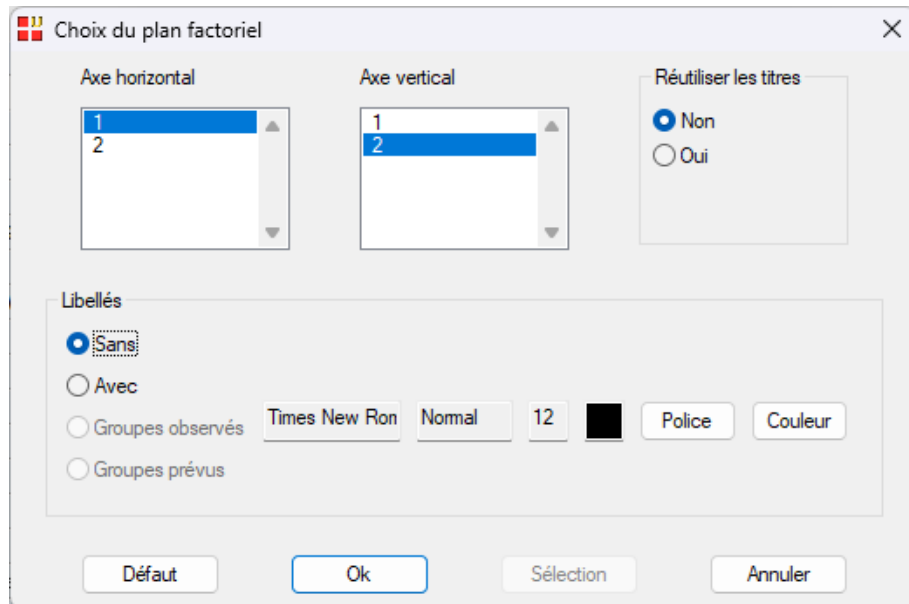 Choix du plan factoriel
Axe horizontal
1
2
Axe vertical
1
2
Réutiliser les titres
Non
Oui
Libellés
Sans
Avec
Groupes observés
Times New Rom
Normal
12
Police
Couleur
Groupes prévus
Défaut
Ok
Sélection
Annuler